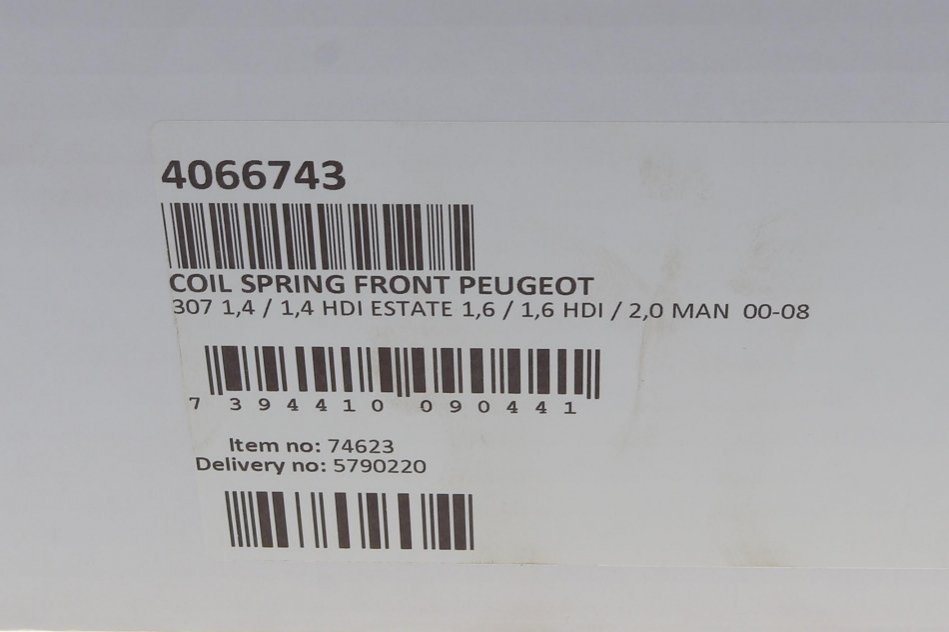 4066743
COIL SPRING FRONT PEUGEOT
307 1,4 / 1,4 HDI ESTATE 1,6 / 1,6 HDI / 2,0 MAN 00-08
7 394410 090441
Item no: 74623
Delivery no: 5790220